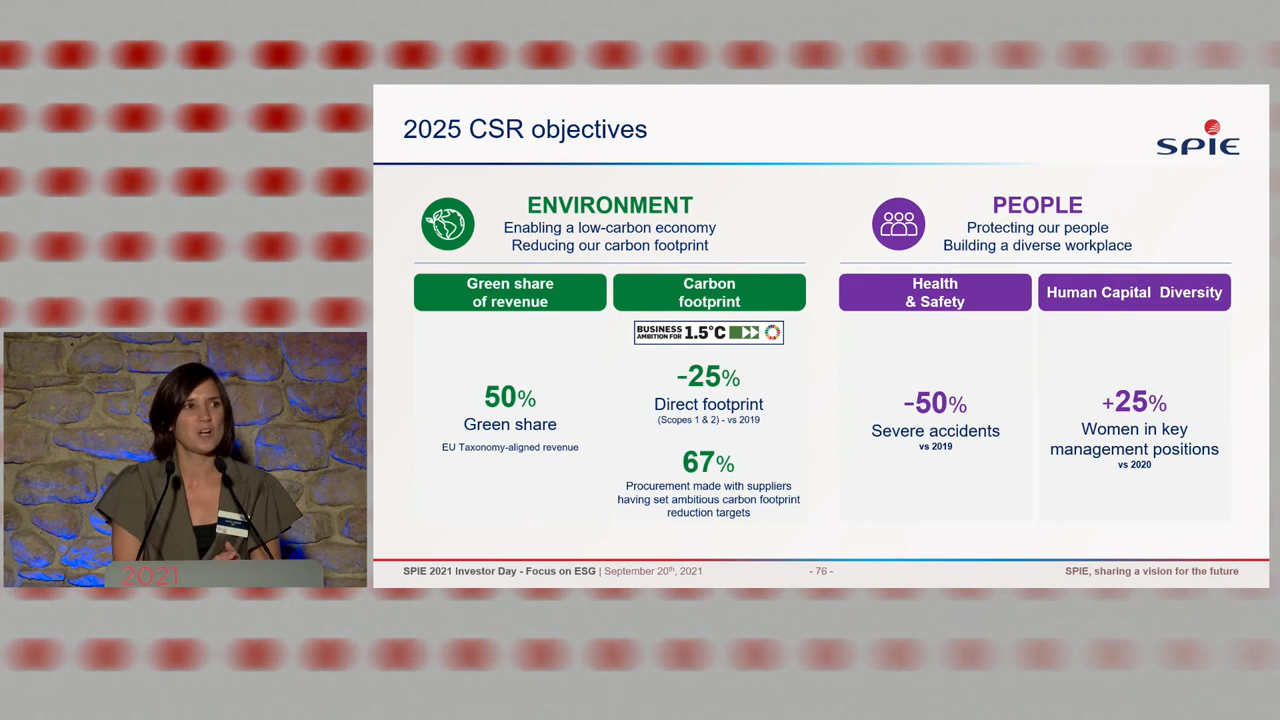 2025 CSR objectives
SPIE
ENVIRONMENT
Enabling a low-carbon economy
Reducing our carbon footprint
PEOPLE
Protecting our people
Building a diverse workplace
Green share
of revenue
Carbon
footprint
Health
& Safety
Human Capital Diversity
BUSINESS
AMBITION FOR 1.5°C
50%
Green share
EU Taxonomy-aligned revenue
-25%
Direct footprint
(Scopes 1 & 2) - vs 2019
67%
Procurement made with suppliers
having set ambitious carbon footprint
reduction targets
-50%
Severe accidents
vs 2019
+25%
Women in key
management positions
vs 2020
SPIE 2021 Investor Day - Focus on ESG | September 20th, 2021
- 76 -
SPIE, sharing a vision for the future
2021